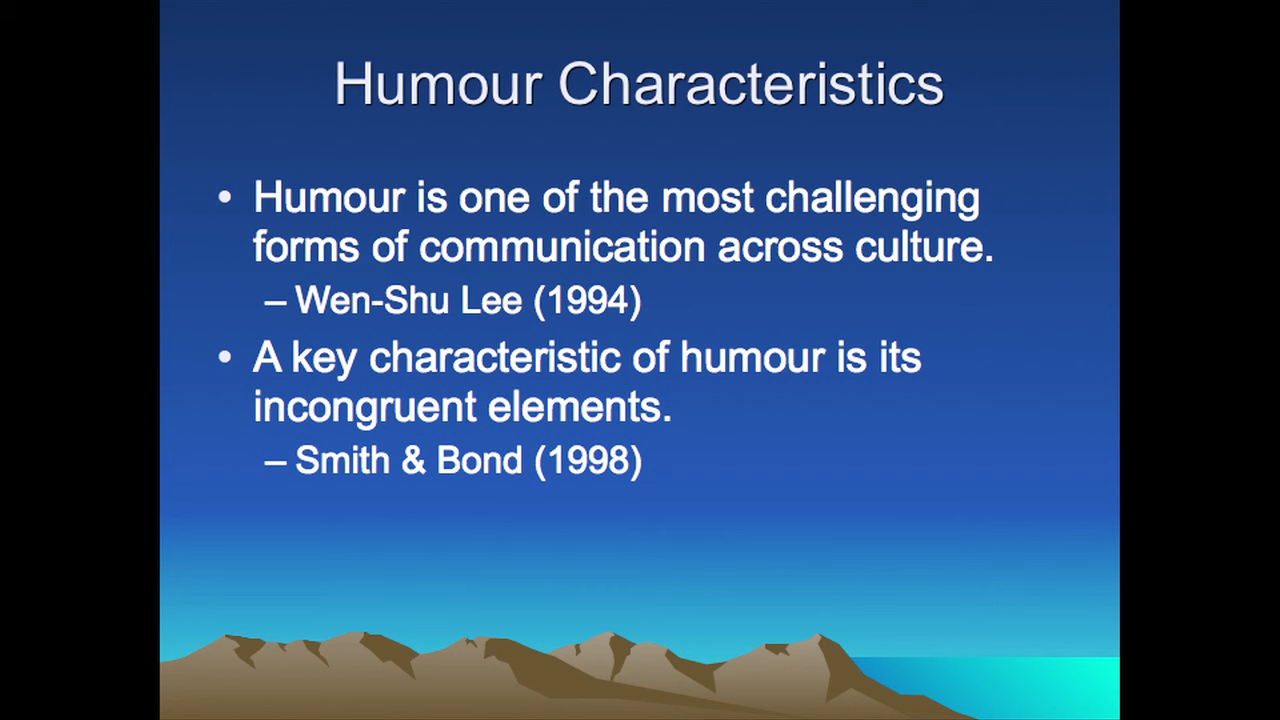 Humour Characteristics
• Humour is one of the most challenging
forms of communication across culture.
– Wen-Shu Lee (1994)
• A key characteristic of humour is its
incongruent elements.
– Smith & Bond (1998)